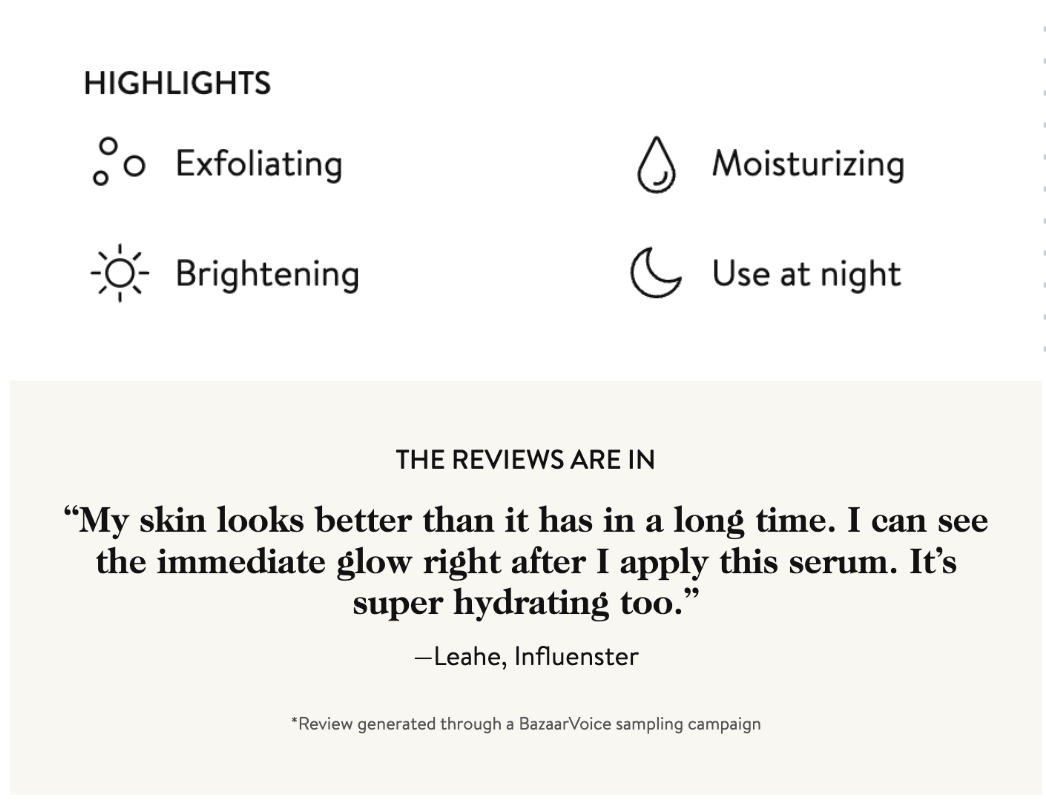 HIGHLIGHTS
Exfoliating
Moisturizing
Brightening
Use at night
THE REVIEWS ARE IN
“My skin looks better than it has in a long time. I can see
the immediate glow right after I apply this serum. It’s
super hydrating too.”
—Leahe, Influenster
*Review generated through a BazaarVoice sampling campaign